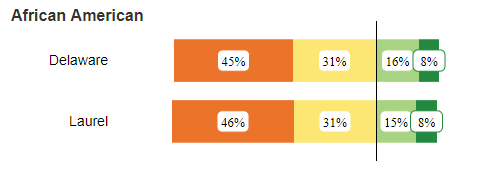 African American
Delaware 45% 31% 16% 8%
Laurel 46% 31% 15% 8%